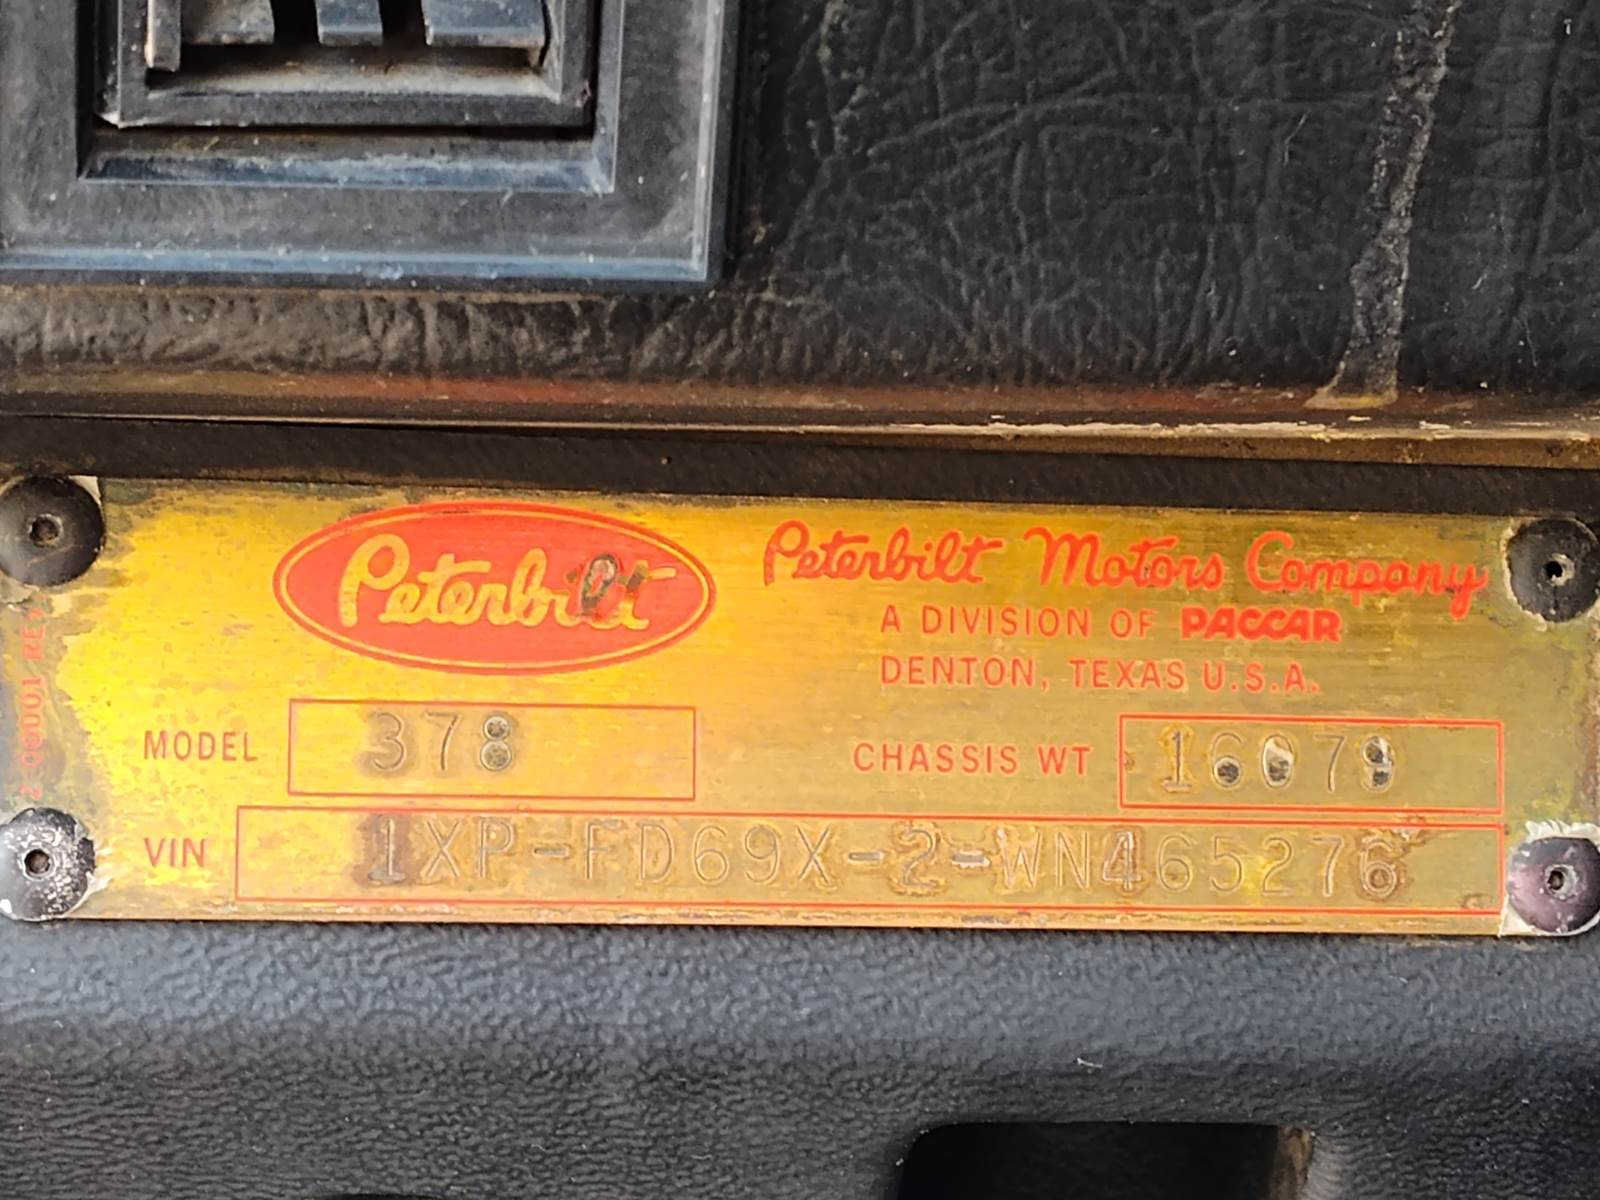 Peterbilt
Peterbilt Motors Company
A DIVISION OF PACCAR
DENTON, TEXAS U.S.A.
MODEL 378
CHASSIS WT 16079
VIN 1XP-FD69X-2-WN465276